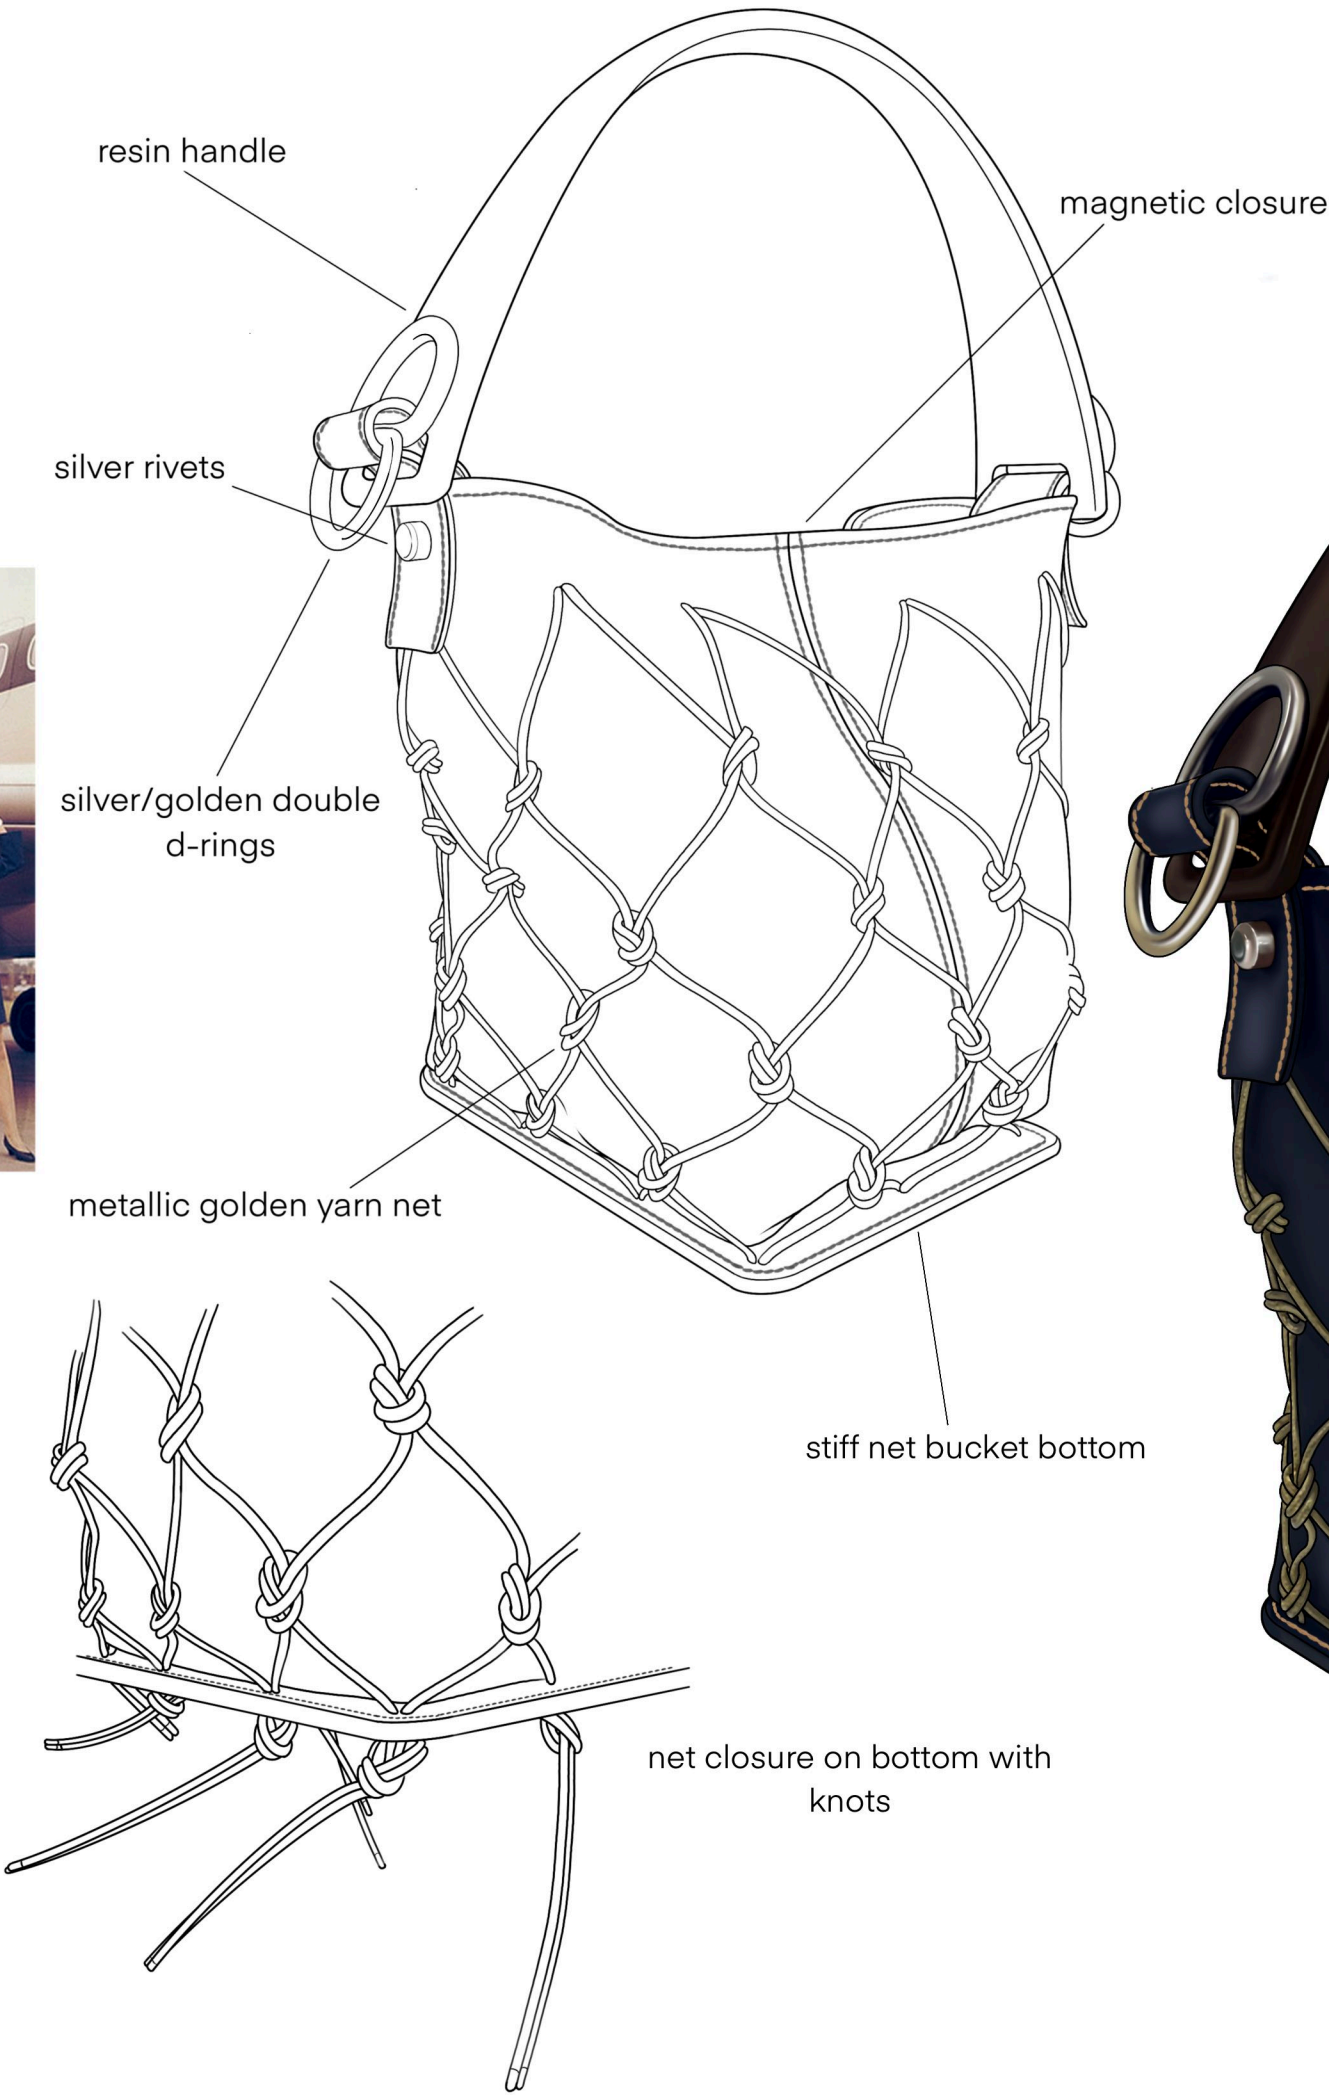 resin handle
magnetic closure
silver rivets
silver/golden double
d-rings
metallic golden yarn net
stiff net bucket bottom
net closure on bottom with
knots